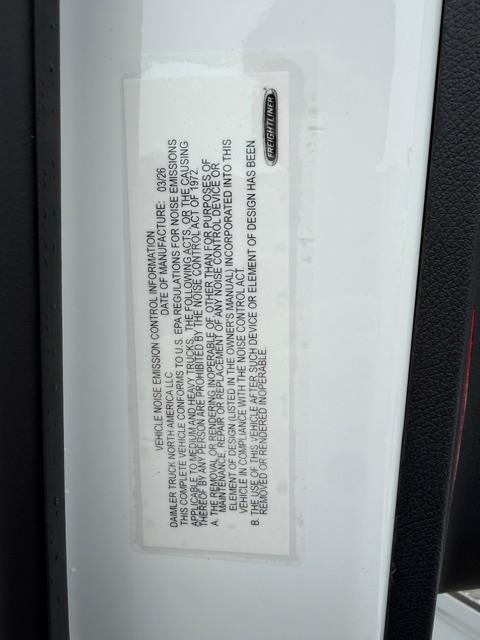 FREIGHTLINER
VEHICLE NOISE EMISSION CONTROL INFORMATION
DATE OF MANUFACTURE: 03/26
DAIMLER TRUCK NORTH AMERICA LLC
THIS COMPLETE VEHICLE CONFORMS TO U.S. EPA REGULATIONS FOR NOISE EMISSIONS
APPLICABLE TO MEDIUM AND HEAVY TRUCKS. THE FOLLOWING ACTS OR THE CAUSING
THEREOF BY ANY PERSON ARE PROHIBITED BY THE NOISE CONTROL ACT OF 1972.
A. THE REMOVAL OR RENDERING INOPERABLE OF OTHER THAN FOR PURPOSES OF
MAINTENANCE. REPAIR OR REPLACEMENT OF ANY NOISE CONTROL DEVICE OR
ELEMENT OF DESIGN (LISTED IN THE OWNER'S MANUAL) INCORPORATED INTO THIS
VEHICLE IN COMPLIANCE WITH THE NOISE CONTROL ACT.
B. THE USE OF THIS VEHICLE AFTER SUCH DEVICE OR ELEMENT OF DESIGN HAS BEEN
REMOVED OR RENDERED INOPERABLE.